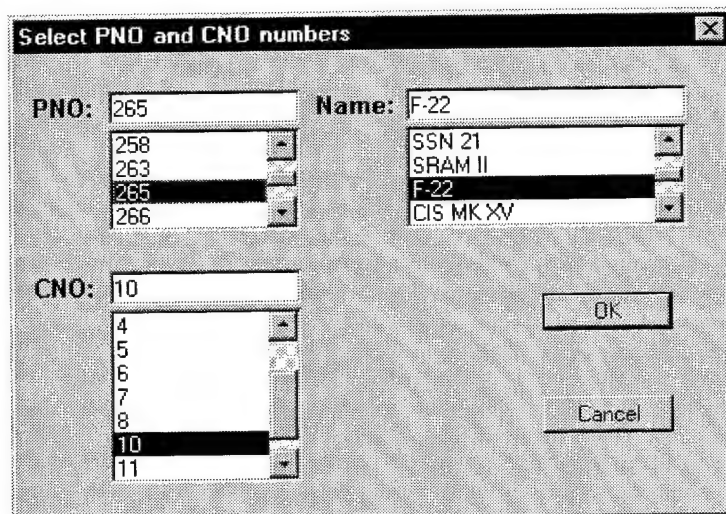 Select PNO and CNO numbers
PNO: 265
258
263
265
266
Name: F-22
SSN 21
SRAM II
F-22
CIS MK XV
CNO: 10
4
5
6
7
8
10
11
OK
Cancel